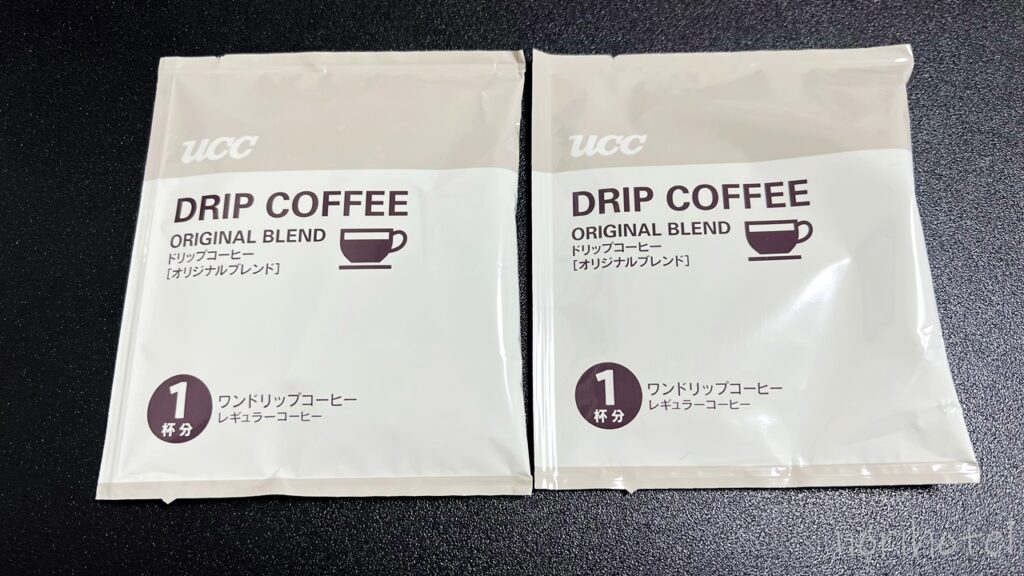 UCC
DRIP COFFEE
ORIGINAL BLEND
ドリップコーヒー
[オリジナルブレンド]
1
杯分
ワンドリップコーヒー
レギュラーコーヒー
UCC
DRIP COFFEE
ORIGINAL BLEND
ドリップコーヒー
[オリジナルブレンド]
1
杯分
ワンドリップコーヒー
レギュラーコーヒー